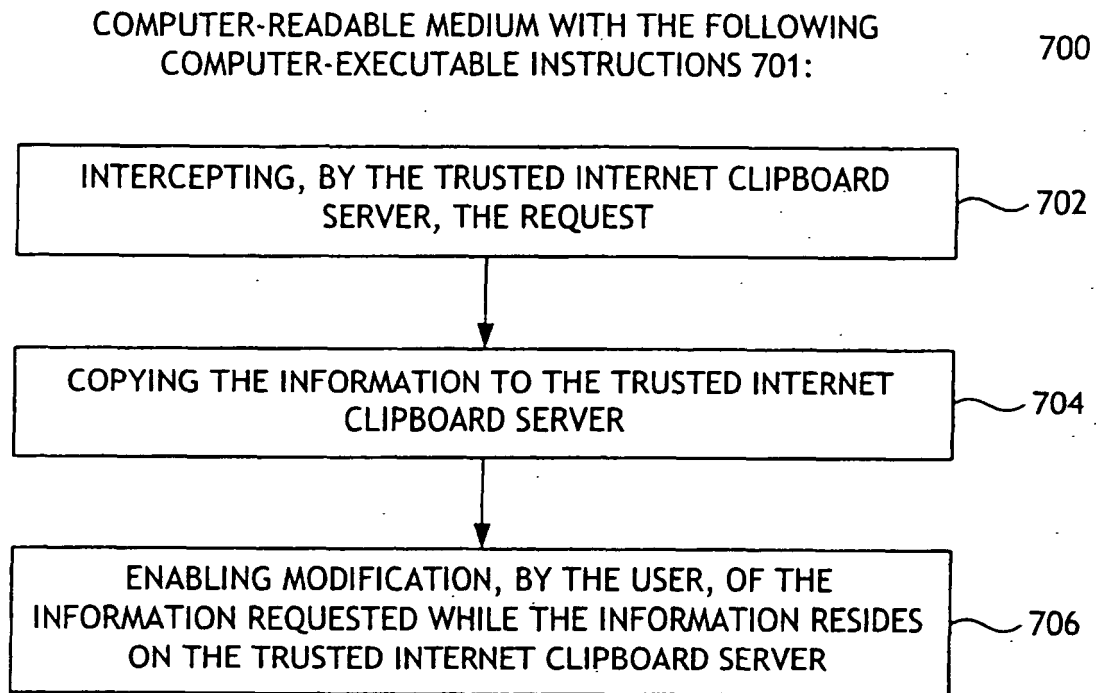 COMPUTER-READABLE MEDIUM WITH THE FOLLOWING
COMPUTER-EXECUTABLE INSTRUCTIONS 701:
700
INTERCEPTING, BY THE TRUSTED INTERNET CLIPBOARD
SERVER, THE REQUEST
702
COPYING THE INFORMATION TO THE TRUSTED INTERNET
CLIPBOARD SERVER
704
ENABLING MODIFICATION, BY THE USER, OF THE
INFORMATION REQUESTED WHILE THE INFORMATION RESIDES
ON THE TRUSTED INTERNET CLIPBOARD SERVER
706